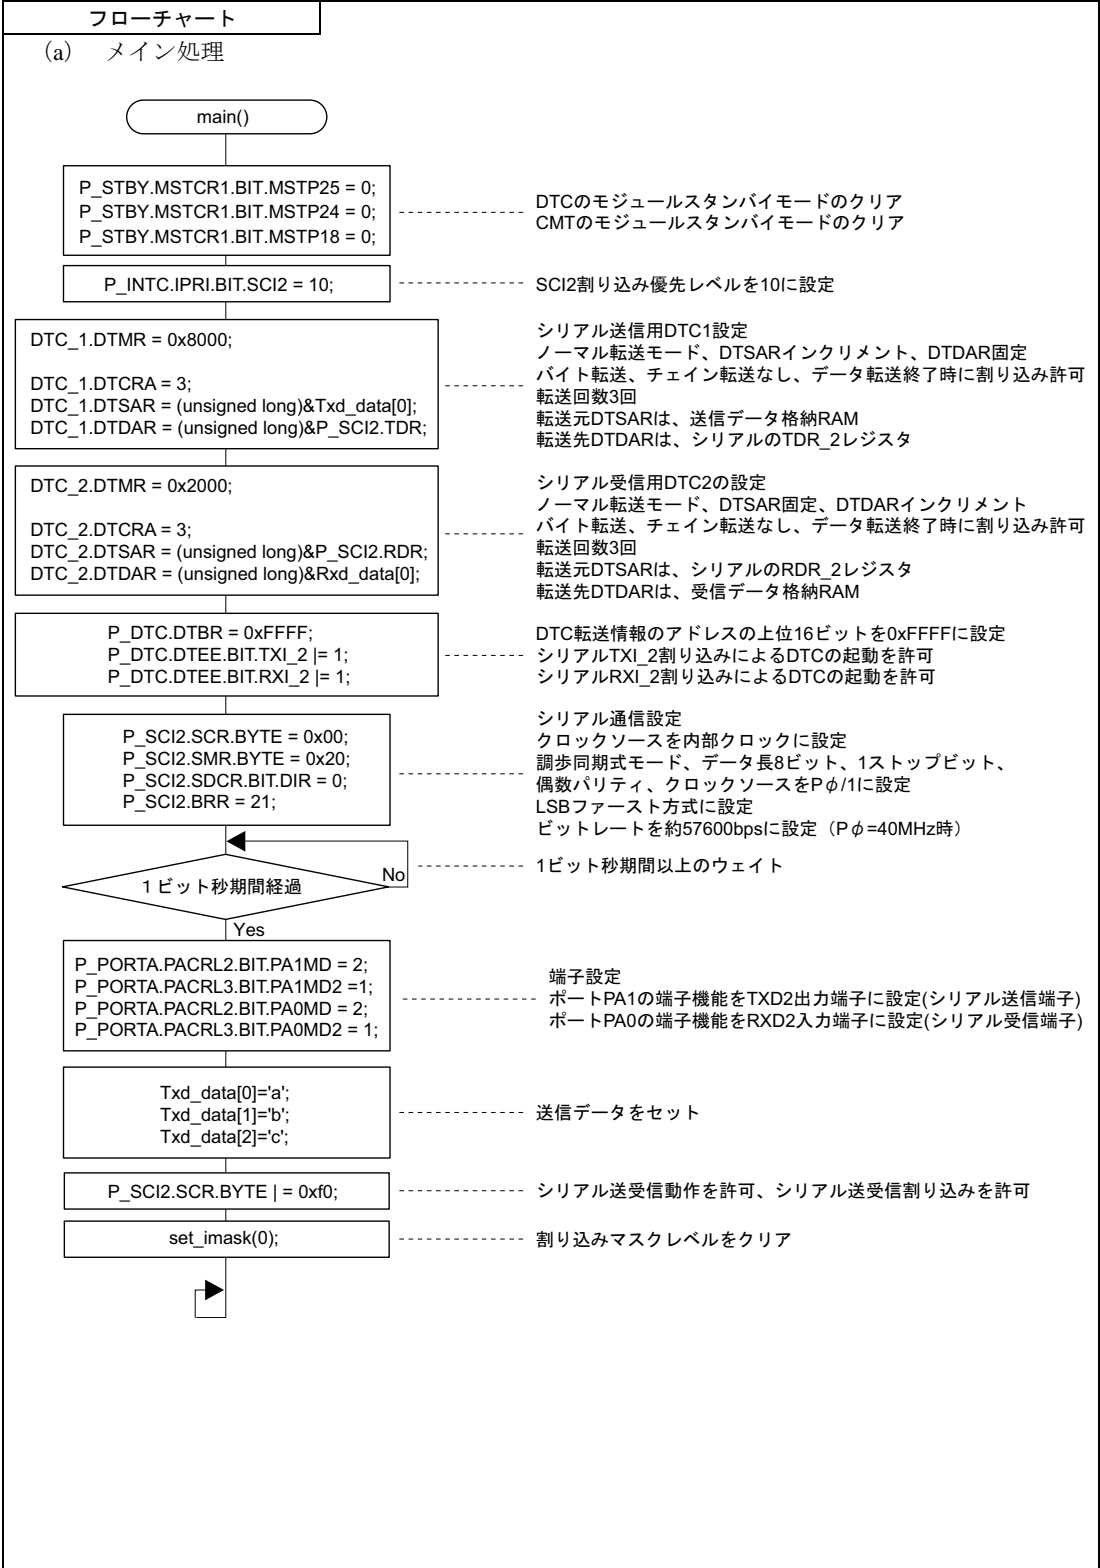 フローチャート
(a) メイン処理
main()
P_STBY.MSTCR1.BIT.MSTP25 = 0;
P_STBY.MSTCR1.BIT.MSTP24 = 0;
P_STBY.MSTCR1.BIT.MSTP18 = 0;
DTCのモジュールスタンバイモードのクリア
CMTのモジュールスタンバイモードのクリア
P_INTC.IPRI.BIT.SCI2 = 10;
SCI2割り込み優先レベルを10に設定
DTC_1.DTMR = 0x8000;
DTC_1.DTCRA = 3;
DTC_1.DTSAR = (unsigned long)&Txd_data[0];
DTC_1.DTDAR = (unsigned long)&P_SCI2.TDR;
シリアル送信用DTC1設定
ノーマル転送モード、DTSARインクリメント、DTDAR固定
バイト転送、チェイン転送なし、データ転送終了時に割り込み許可
転送回数3回
転送元DTSARは、送信データ格納RAM
転送先DTDARは、シリアルのTDR_2レジスタ
DTC_2.DTMR = 0x2000;
DTC_2.DTCRA = 3;
DTC_2.DTSAR = (unsigned long)&P_SCI2.RDR;
DTC_2.DTDAR = (unsigned long)&Rxd_data[0];
シリアル受信用DTC2の設定
ノーマル転送モード、DTSAR固定、DTDARインクリメント
バイト転送、チェイン転送なし、データ転送終了時に割り込み許可
転送回数3回
転送元DTSARは、シリアルのRDR_2レジスタ
転送先DTDARは、受信データ格納RAM
P_DTC.DTBR = 0xFFFF;
P_DTC.DTEE.BIT.TXI_2 |= 1;
P_DTC.DTEE.BIT.RXI_2 |= 1;
DTC転送情報のアドレスの上位16ビットを0xFFFFに設定
シリアルTXI_2割り込みによるDTCの起動を許可
シリアルRXI_2割り込みによるDTCの起動を許可
P_SCI2.SCR.BYTE = 0x00;
P_SCI2.SMR.BYTE = 0x20;
P_SCI2.SDCR.BIT.DIR = 0;
P_SCI2.BRR = 21;
シリアル通信設定
クロックソースを内部クロックに設定
調歩同期式モード、データ長8ビット、1ストップビット、
偶数パリティ、クロックソースをPφ/1に設定
LSBファースト方式に設定
ビットレートを約57600bpsに設定（Pφ=40MHz時）
１ビット秒期間経過
No
1ビット秒期間以上のウェイト
Yes
P_PORTA.PACRL2.BIT.PA1MD = 2;
P_PORTA.PACRL3.BIT.PA1MD2 =1;
P_PORTA.PACRL2.BIT.PA0MD = 2;
P_PORTA.PACRL3.BIT.PA0MD2 = 1;
端子設定
ポートPA1の端子機能をTXD2出力端子に設定(シリアル送信端子)
ポートPA0の端子機能をRXD2入力端子に設定(シリアル受信端子)
Txd_data[0]='a';
Txd_data[1]='b';
Txd_data[2]='c';
送信データをセット
P_SCI2.SCR.BYTE | = 0xf0;
シリアル送受信動作を許可、シリアル送受信割り込みを許可
set_imask(0);
割り込みマスクレベルをクリア